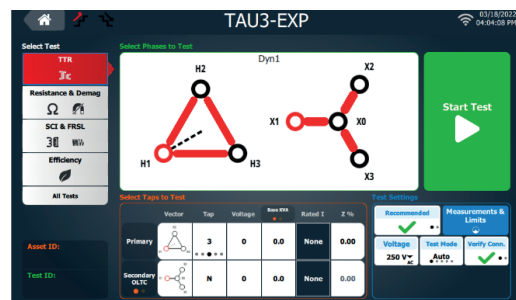 TAU3-EXP
03/18/2022
04:04:08 PM
Select Test
TTR
Resistance & Demag
Ω
SCI & FRSL
Efficiency
All Tests
Asset ID:
Test ID:
Select Phases to Test
Dyn1
H2
H1
H3
X2
X1
X0
X3
Start Test
Select Taps to Test
Vector Tap Voltage Base KVA Rated I Z %
Primary 3 0 0.0 None 0.00
Secondary N 0 0.0 None 0.00
OLTC
Test Settings
Recommended
Measurements &
Limits
Voltage Test Mode Verify Conn.
250 V Auto
AC